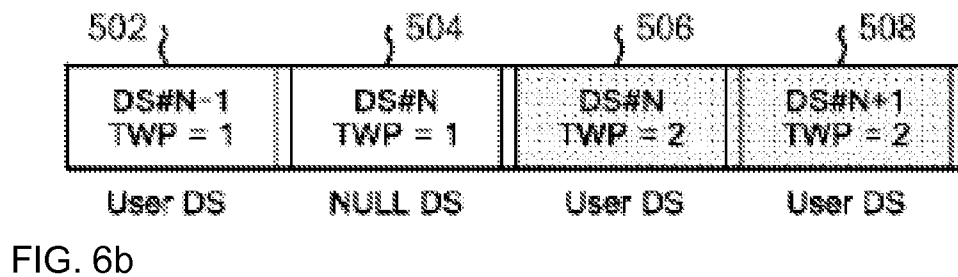 502 504 506 508
DS#N-1 DS#N DS#N DS#N+1
TWP = 1 TWP = 1 TWP = 2 TWP = 2
User DS NULL DS User DS User DS
FIG. 6b